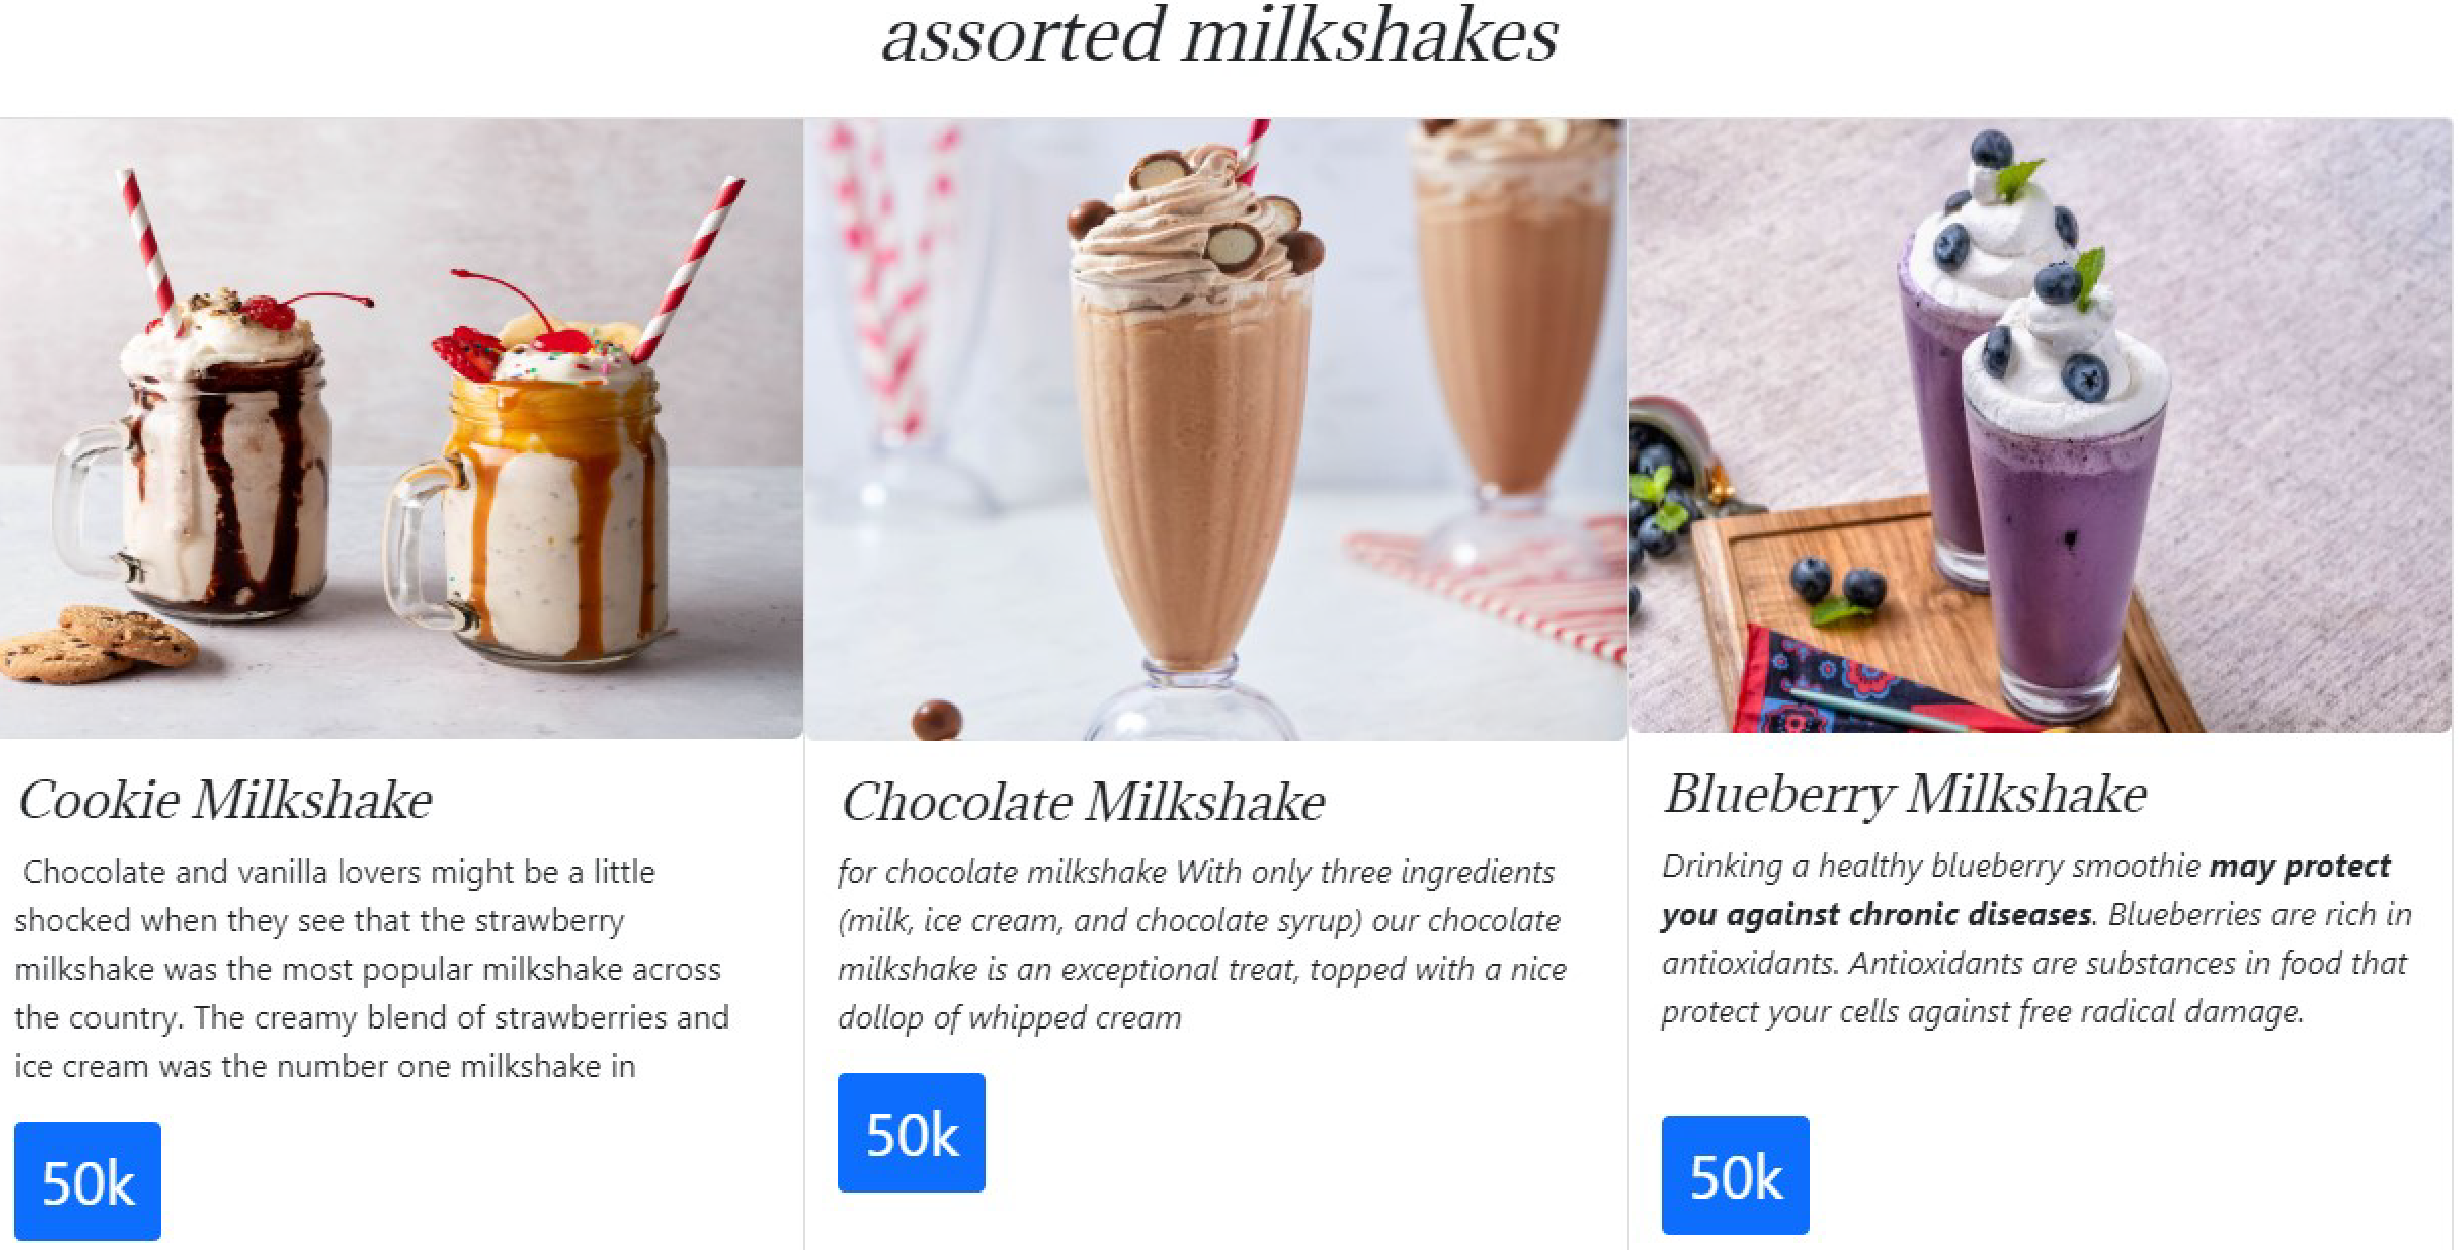 assorted milkshakes
Cookie Milkshake
Chocolate and vanilla lovers might be a little
shocked when they see that the strawberry
milkshake was the most popular milkshake across
the country. The creamy blend of strawberries and
ice cream was the number one milkshake in
50k
Chocolate Milkshake
for chocolate milkshake With only three ingredients
(milk, ice cream, and chocolate syrup) our chocolate
milkshake is an exceptional treat, topped with a nice
dollop of whipped cream
50k
Blueberry Milkshake
Drinking a healthy blueberry smoothie may protect
you against chronic diseases. Blueberries are rich in
antioxidants. Antioxidants are substances in food that
protect your cells against free radical damage.
50k